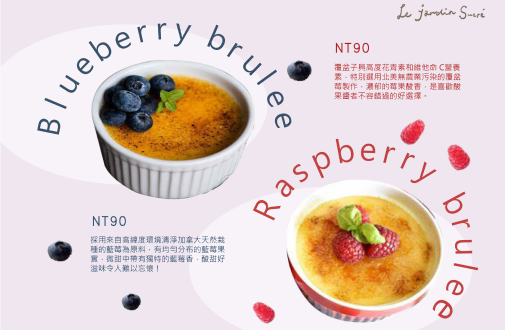 Le Jardin Sucré
Blueberry brulee
NT90
覆盆子具高度花青素和維他命 C營養
素，特別選用北美無農業污染的覆盆
莓製作，濃郁的莓果酸香，是喜歡酸
果醬者不容錯過的好選擇。
Raspberry brulee
NT90
採用來自高緯度環境清淨加拿大天然栽
種的藍莓為原料，有均勻分布的藍莓果
實，微甜中帶有獨特的藍莓香，酸甜好
滋味令人難以忘懷！